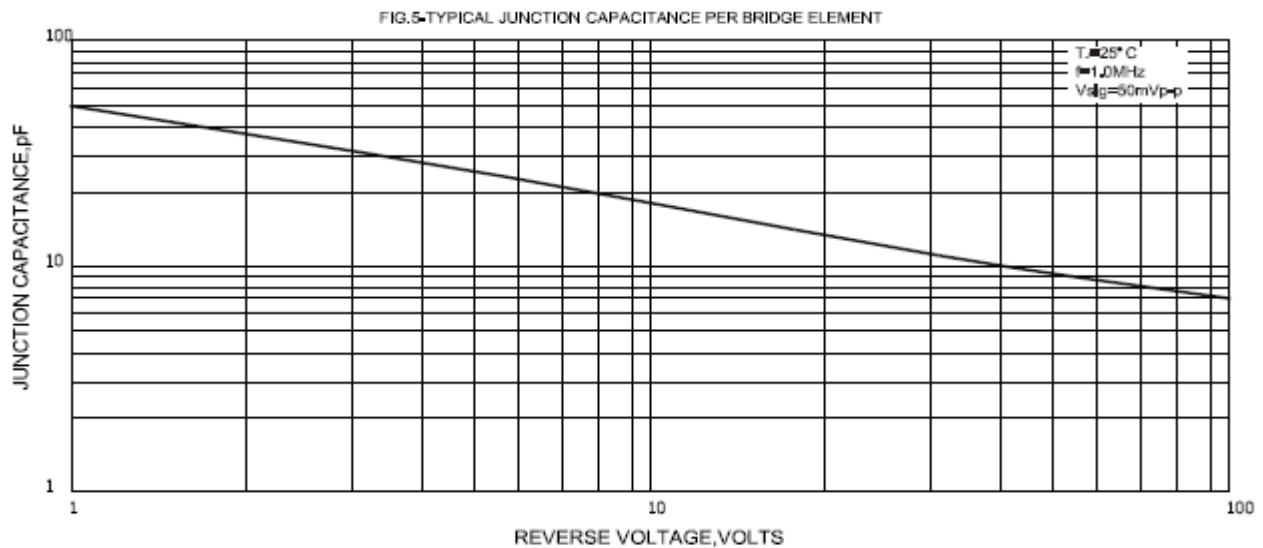 FIG.5-TYPICAL JUNCTION CAPACITANCE PER BRIDGE ELEMENT
100
T.=25° C
f=1.0MHz
Vsig=50mVp-p
JUNCTION CAPACITANCE,pF
10
1
1
10
100
REVERSE VOLTAGE,VOLTS